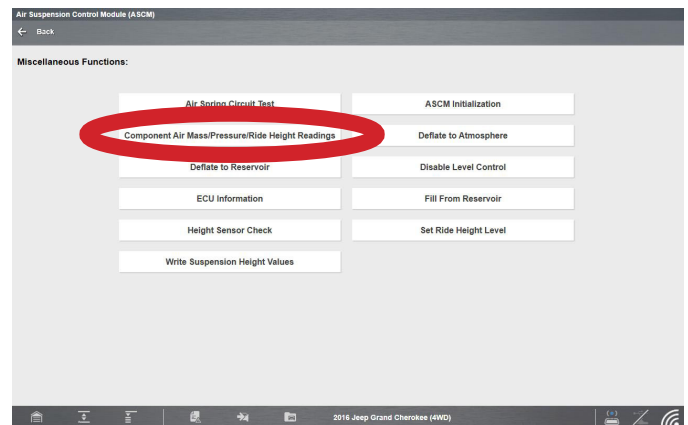 Air Suspension Control Module (ASCM)
← Back
Miscellaneous Functions:
Air Spring Circuit Test
ASCM Initialization
Component Air Mass/Pressure/Ride Height Readings
Deflate to Atmosphere
Deflate to Reservoir
Disable Level Control
ECU Information
Fill From Reservoir
Height Sensor Check
Set Ride Height Level
Write Suspension Height Values
2016 Jeep Grand Cherokee (4WD)